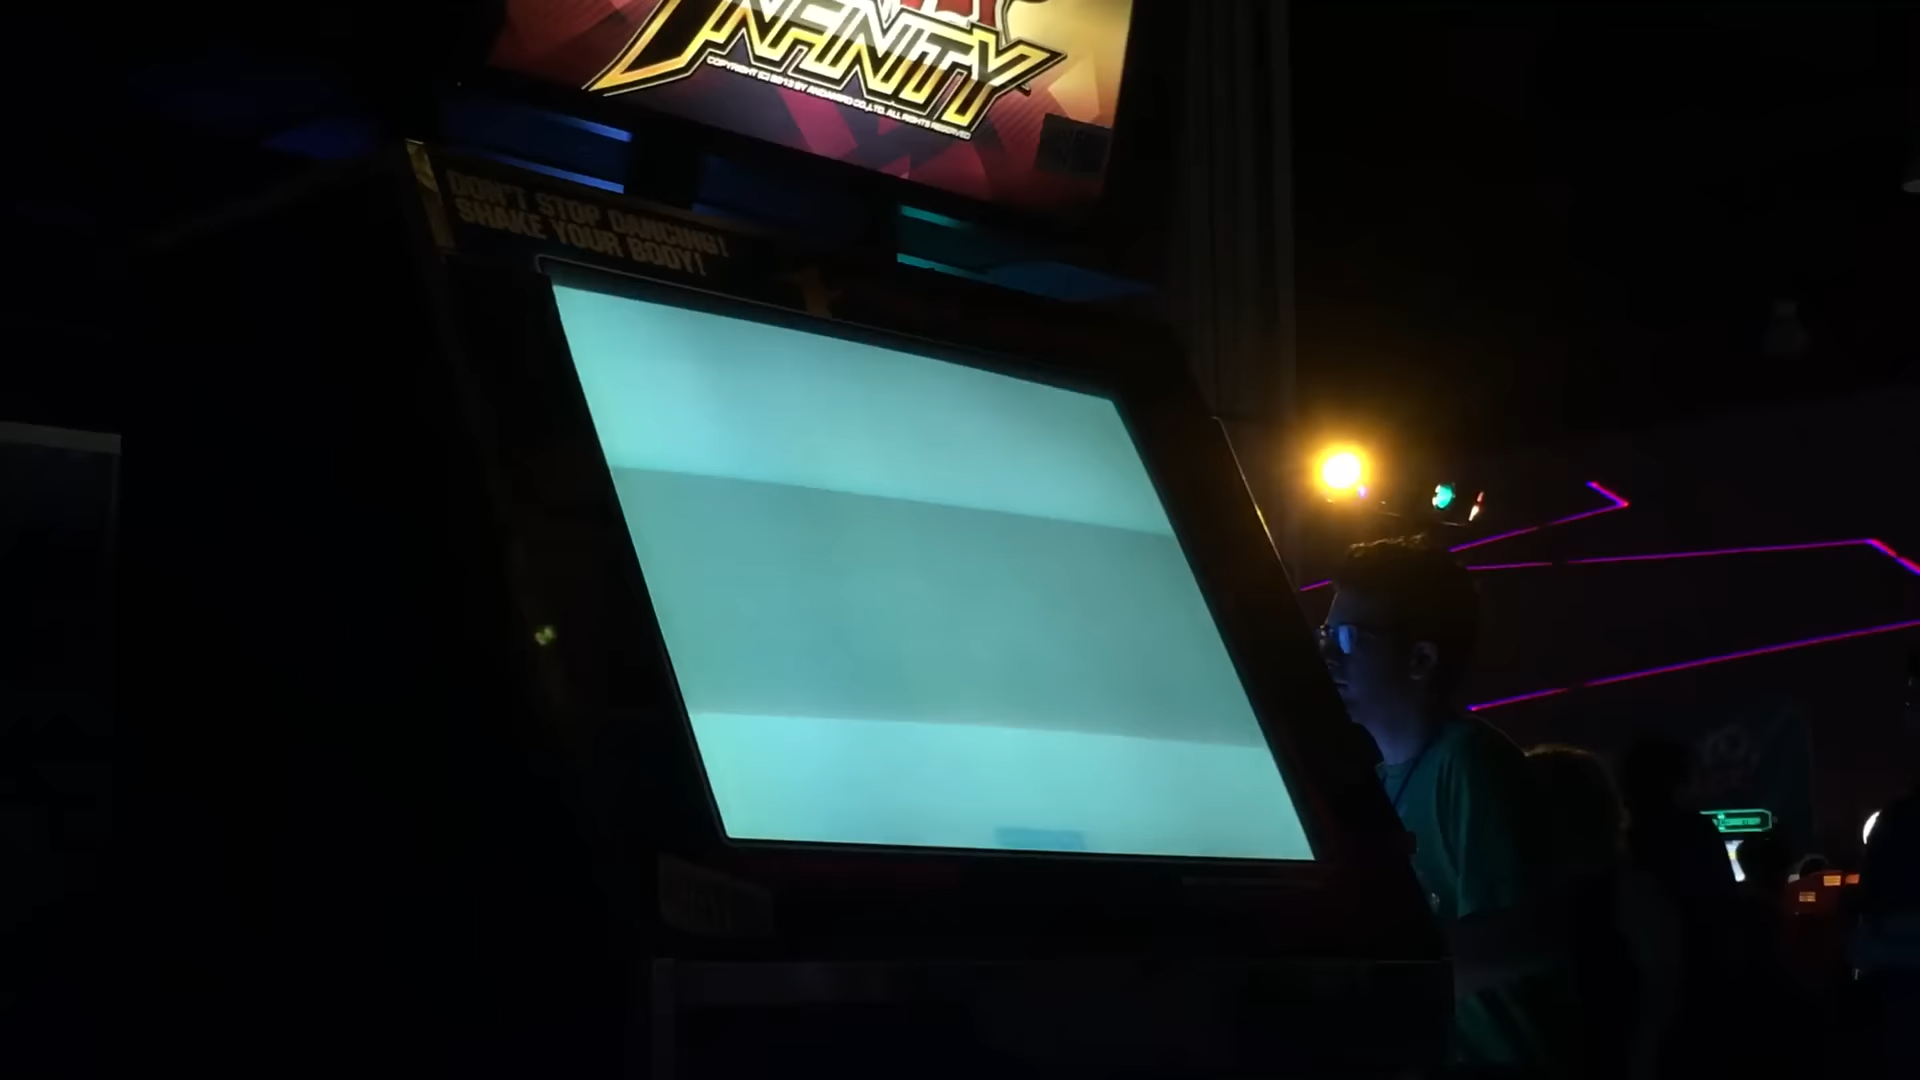 INFINITY
COPYRIGHT (C) 2013 BY ANDAMIRO CO.,LTD. ALL RIGHTS RESERVED
DON'T STOP DANCING!
SHAKE YOUR BODY!